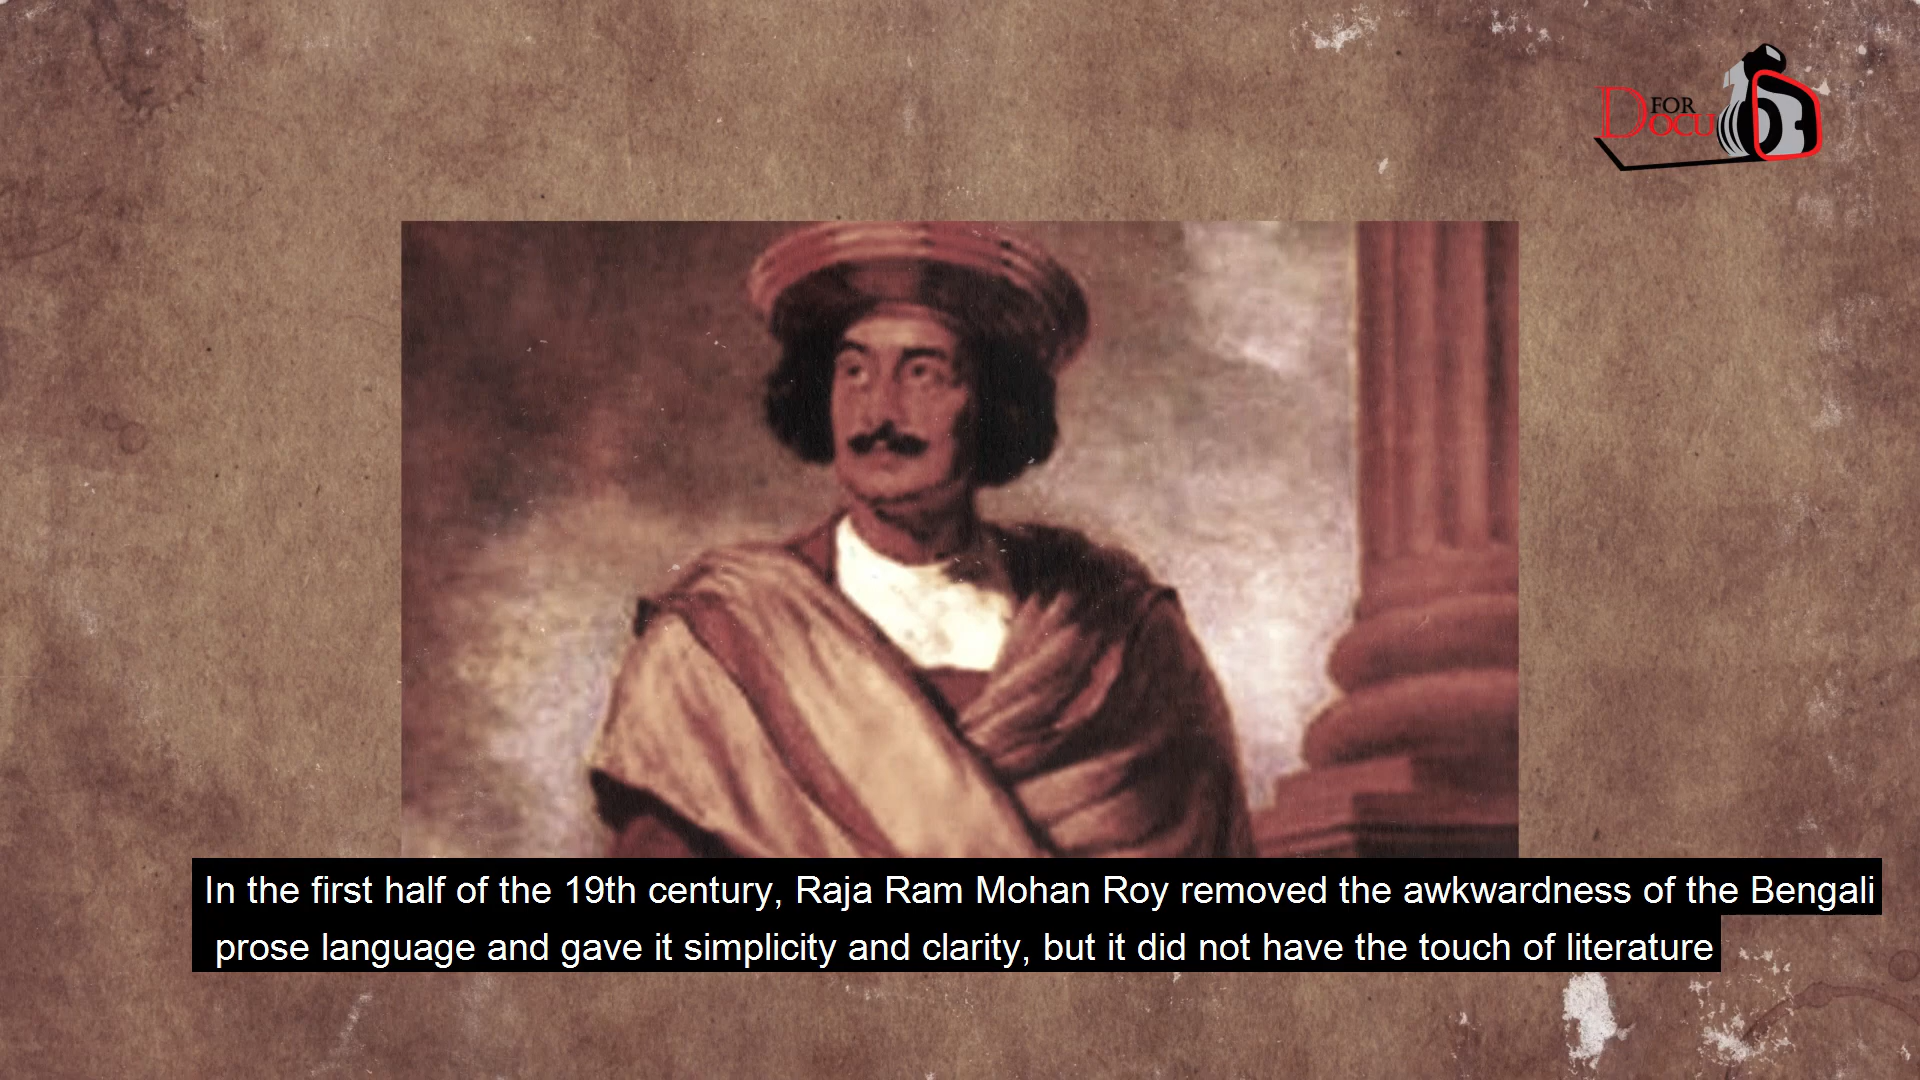 D FOR
DOCU
In the first half of the 19th century, Raja Ram Mohan Roy removed the awkwardness of the Bengali
prose language and gave it simplicity and clarity, but it did not have the touch of literature